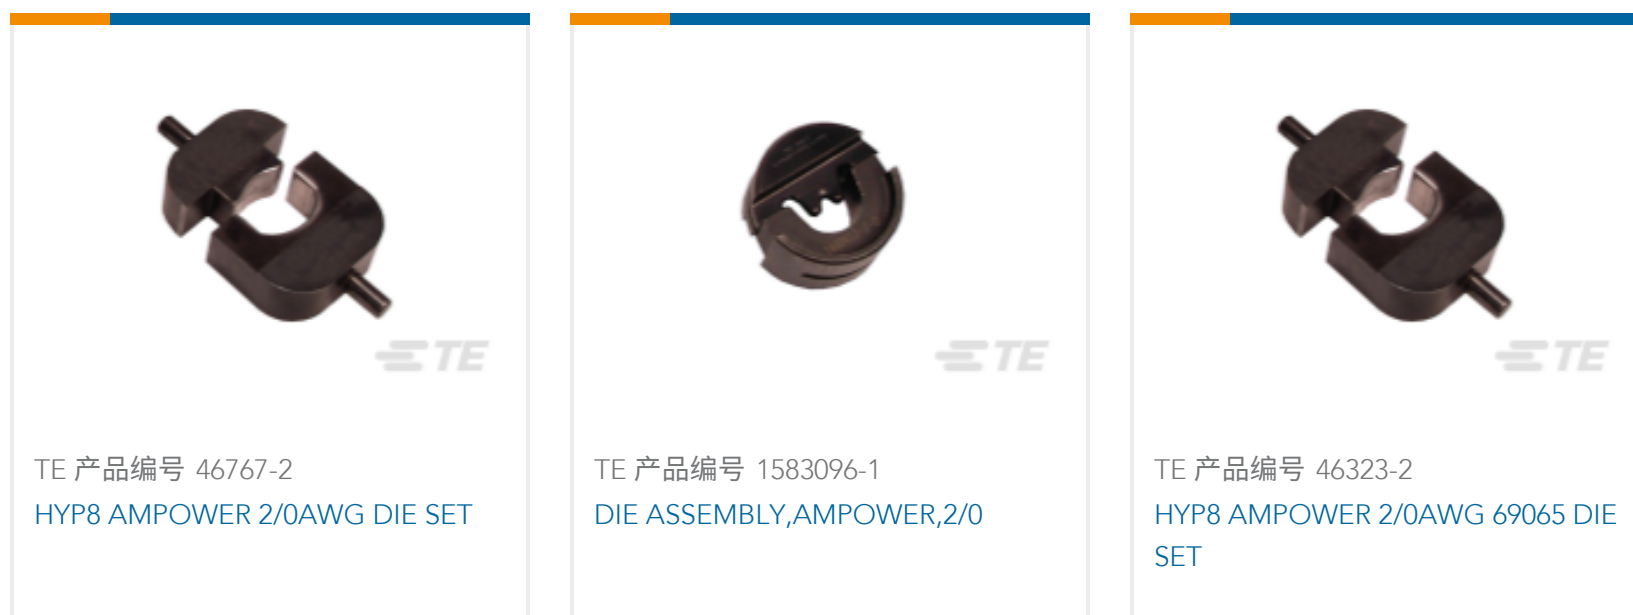 TE
TE
TE
TE 产品编号 46767-2
HYP8 AMPOWER 2/0AWG DIE SET
TE 产品编号 1583096-1
DIE ASSEMBLY,AMPOWER,2/0
TE 产品编号 46323-2
HYP8 AMPOWER 2/0AWG 69065 DIE
SET